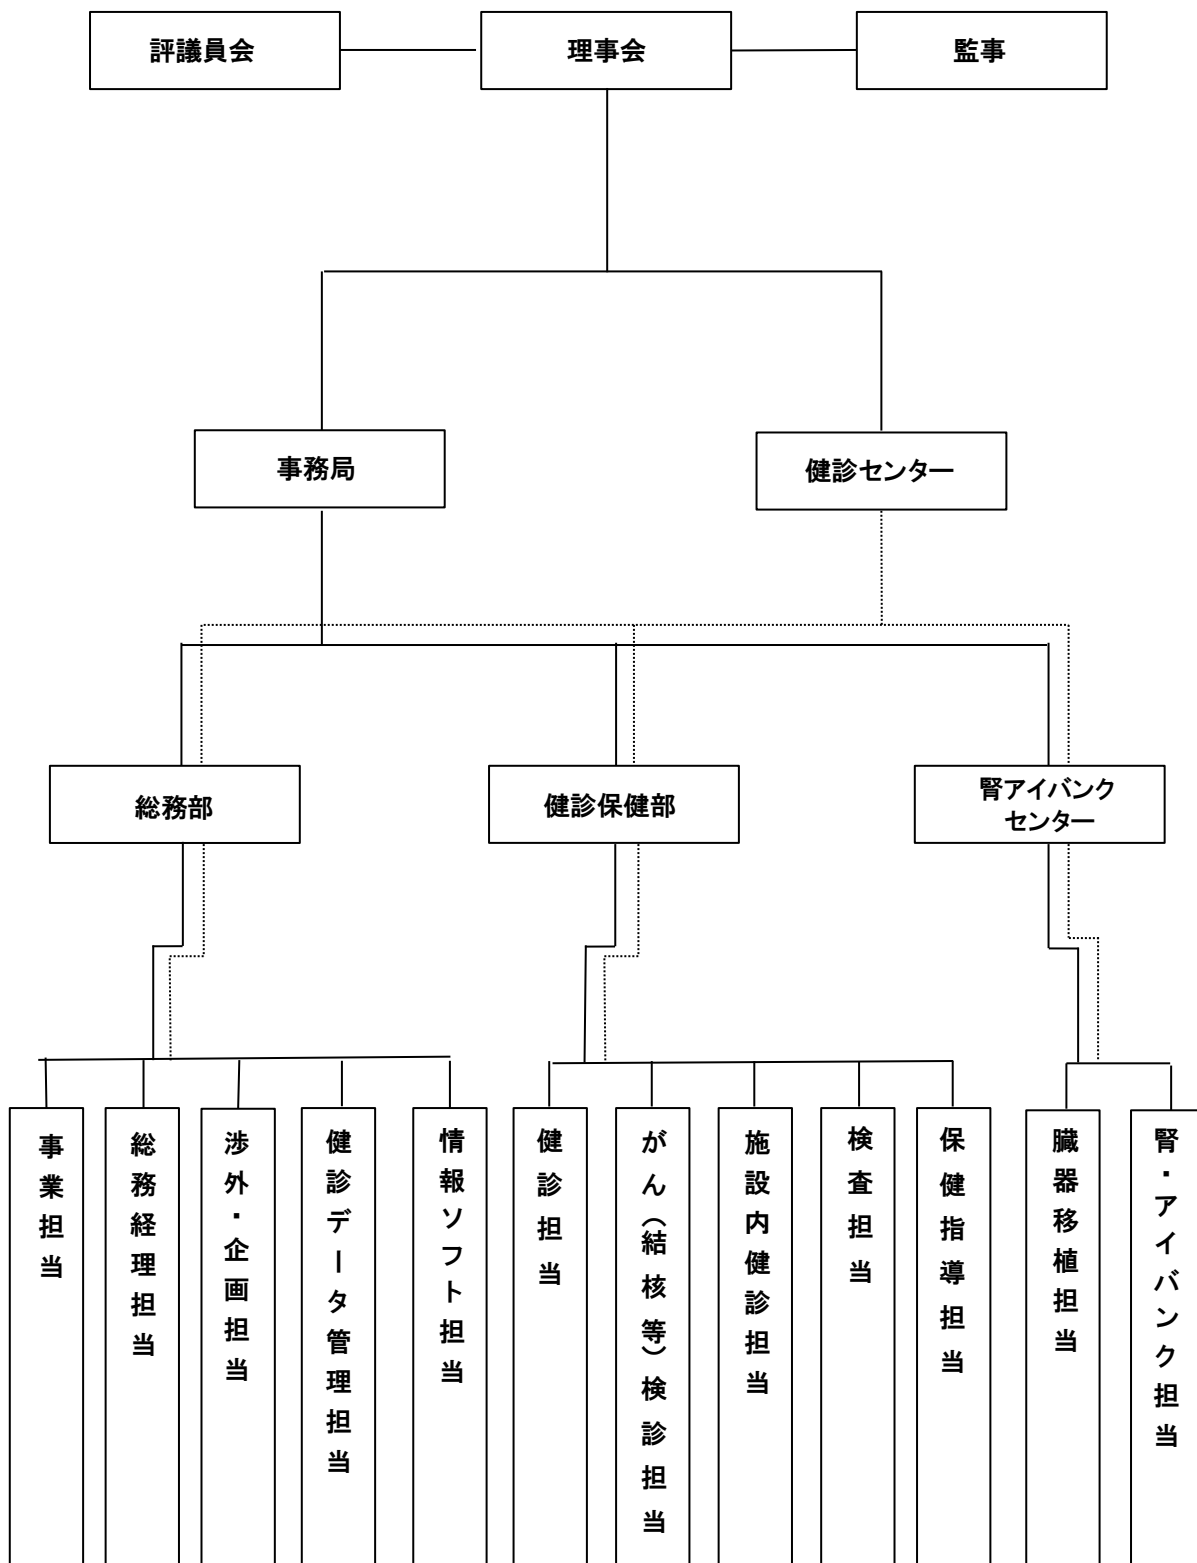 評議員会
理事会
監事
事務局
健診センター
総務部
健診保健部
腎アイバンク
センター
事業担当
総務経理担当
渉外・企画担当
健診データ管理担当
情報ソフト担当
健診担当
がん（結核等）検診担当
施設内健診担当
検査担当
保健指導担当
臓器移植担当
腎・アイバンク担当